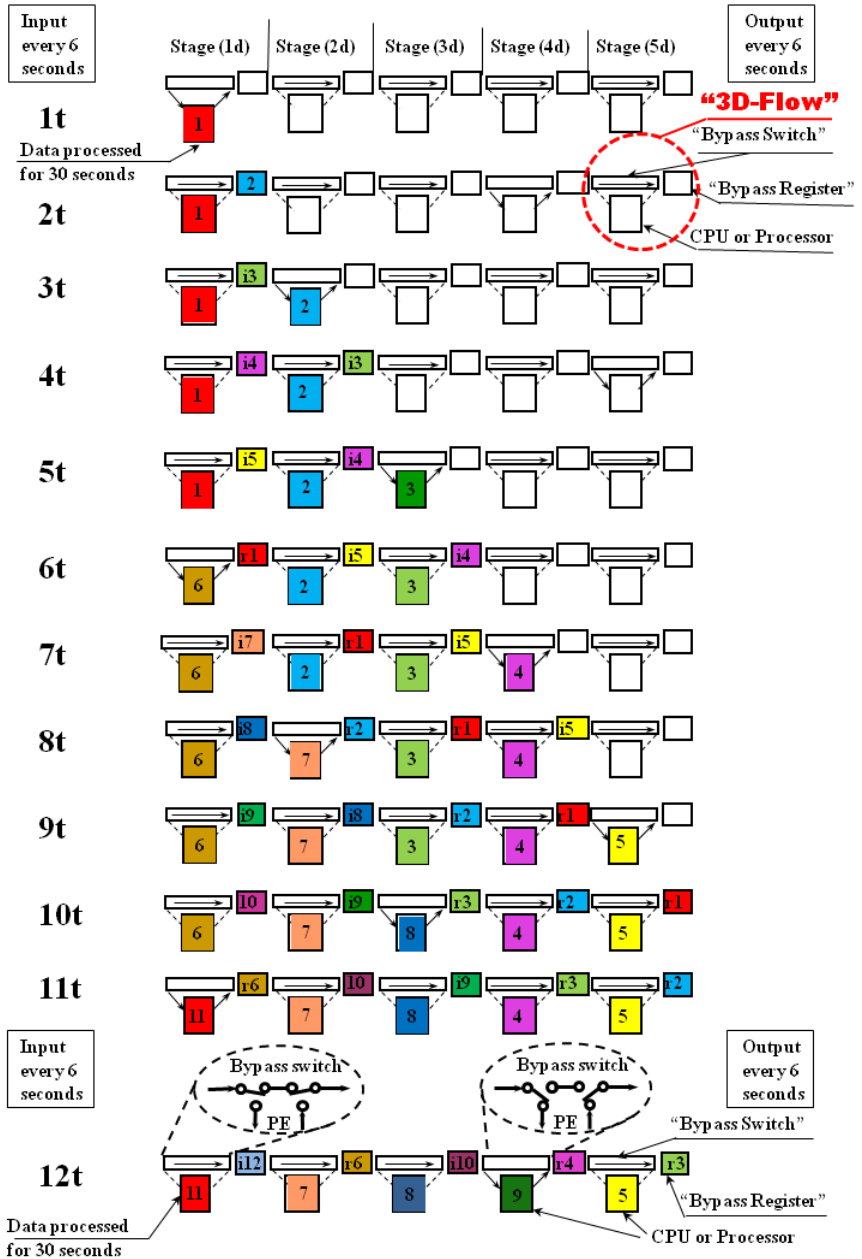 Input
every 6
seconds
Stage (1d) Stage (2d) Stage (3d) Stage (4d) Stage (5d)
Output
every 6
seconds
1t
1
"3D-Flow"
"Bypass Switch"
Data processed
for 30 seconds
2t
1 2
"Bypass Register"
CPU or Processor
3t
1 i3 2
4t
1 i4 2 i3
5t
1 i5 2 i4 3
6t
6 r1 2 i5 3 i4
7t
6 i7 2 r1 3 i5 4
8t
6 i8 7 r2 3 r1 4 i5
9t
6 i9 7 i8 3 r2 4 r1 5
10t
6 10 7 i9 8 r3 4 r2 5 r1
11t
11 r6 7 10 8 i9 4 r3 5 r2
Input
every 6
seconds
Bypass switch
PE
Bypass switch
PE
Output
every 6
seconds
"Bypass Switch"
12t
11 i12 7 r6 8 i10 9 r4 5 r3
"Bypass Register"
Data processed
for 30 seconds
CPU or Processor